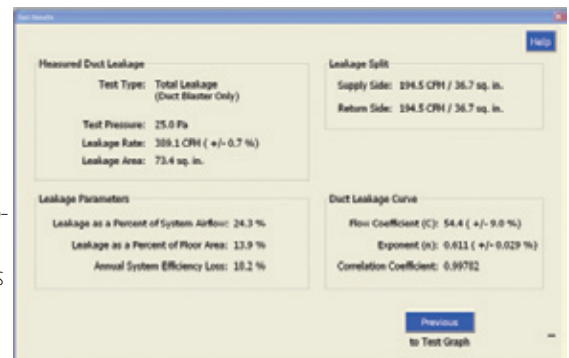 Test Results
Help
Measured Duct Leakage
Test Type: Total Leakage
(Duct Blaster Only)
Test Pressure: 25.0 Pa
Leakage Rate: 389.1 CFM ( +/- 0.7 %)
Leakage Area: 73.4 sq. in.
Leakage Split
Supply Side: 194.5 CFM / 36.7 sq. in.
Return Side: 194.5 CFM / 36.7 sq. in.
Leakage Parameters
Leakage as a Percent of System Airflow: 24.3 %
Leakage as a Percent of Floor Area: 13.9 %
Annual System Efficiency Loss: 18.2 %
Duct Leakage Curve
Flow Coefficient (C): 54.4 ( +/- 9.0 %)
Exponent (n): 0.611 ( +/- 0.029 %)
Correlation Coefficient: 0.99782
Previous
to Test Graph